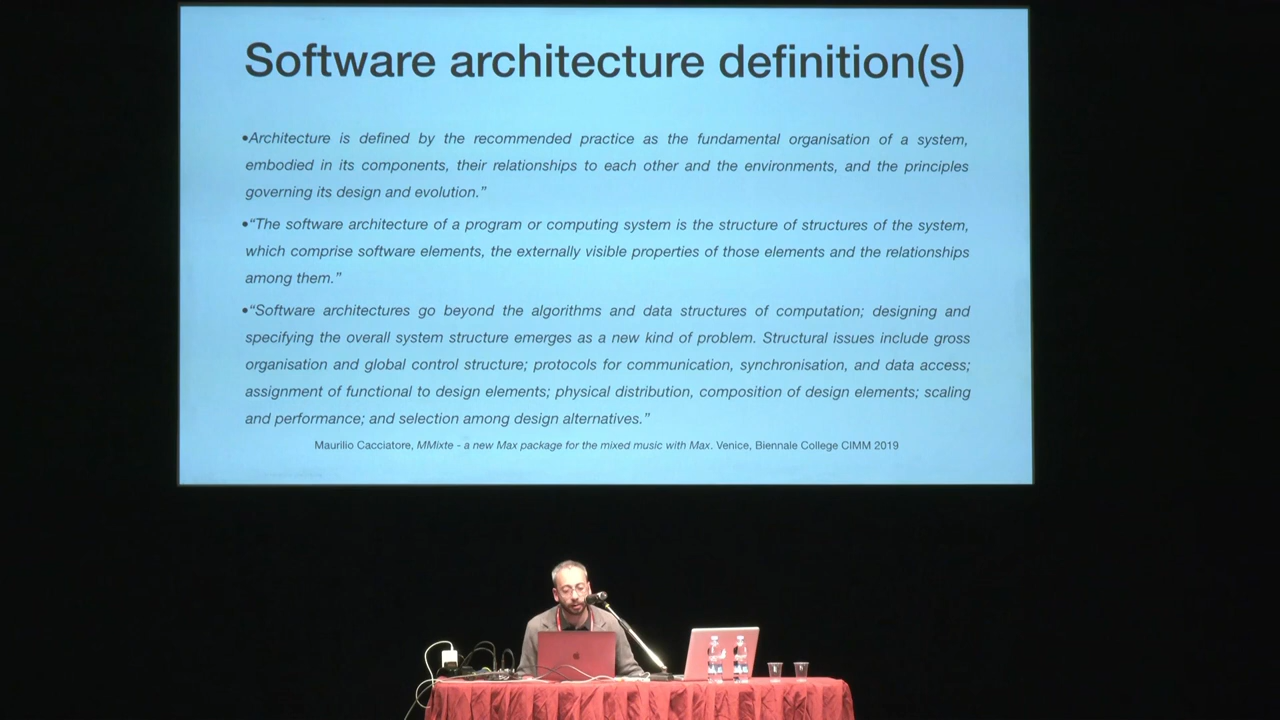 Software architecture definition(s)
•Architecture is defined by the recommended practice as the fundamental organisation of a system,
embodied in its components, their relationships to each other and the environments, and the principles
governing its design and evolution.”
•“The software architecture of a program or computing system is the structure of structures of the system,
which comprise software elements, the externally visible properties of those elements and the relationships
among them.”
•“Software architectures go beyond the algorithms and data structures of computation; designing and
specifying the overall system structure emerges as a new kind of problem. Structural issues include gross
organisation and global control structure; protocols for communication, synchronisation, and data access;
assignment of functional to design elements; physical distribution, composition of design elements; scaling
and performance; and selection among design alternatives.”
Maurilio Cacciatore, MMixte - a new Max package for the mixed music with Max. Venice, Biennale College CIMM 2019